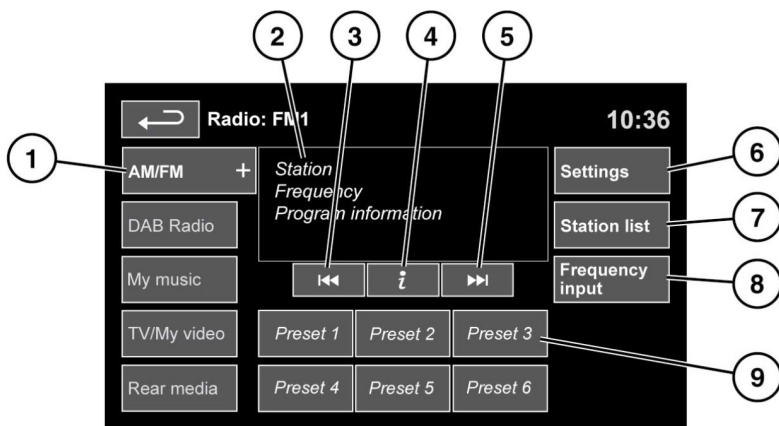 2
3
4
5
Radio: FM1
10:36
1
AM/FM +
Station
Settings
6
Frequency
Program information
DAB Radio
Station list
7
My music
i
Frequency
input
8
TV/My video
Preset 1
Preset 2
Preset 3
9
Rear media
Preset 4
Preset 5
Preset 6